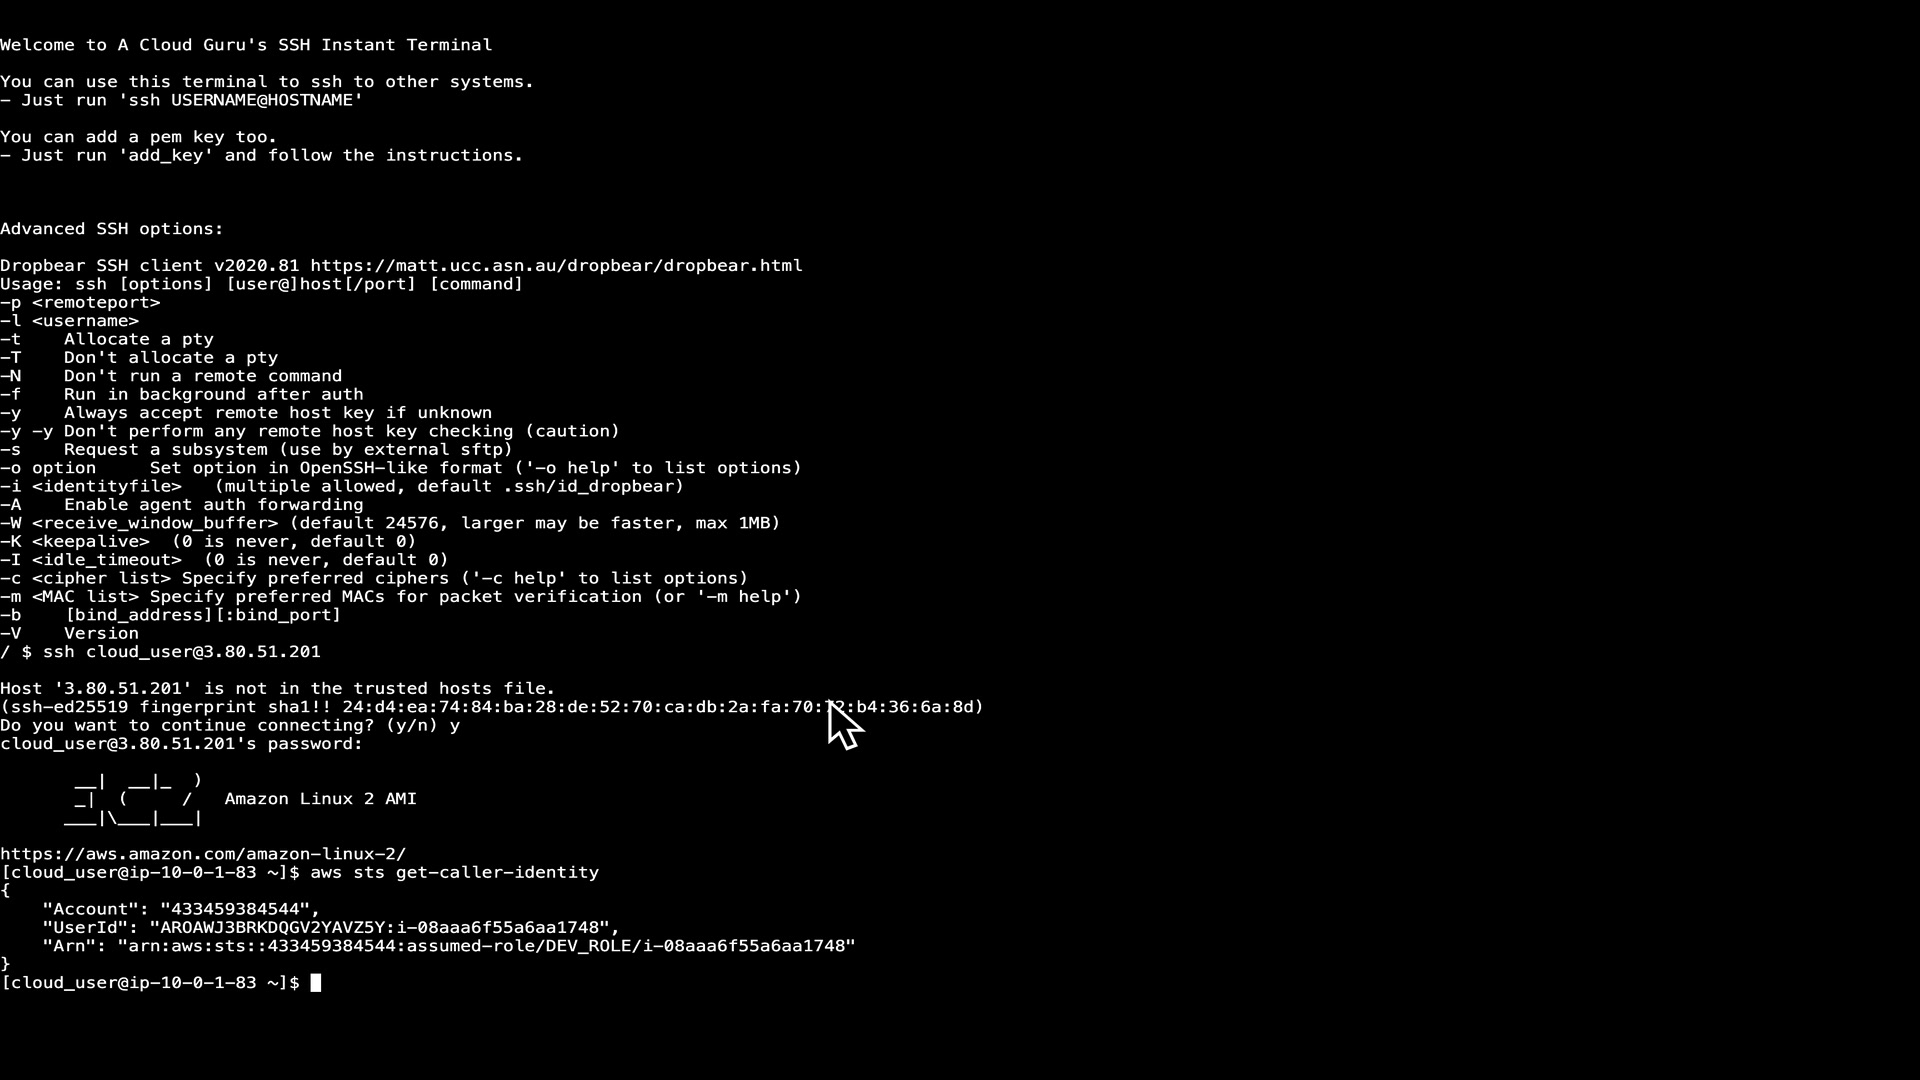 Welcome to A Cloud Guru's SSH Instant Terminal
You can use this terminal to ssh to other systems.
- Just run 'ssh USERNAME@HOSTNAME'
You can add a pem key too.
- Just run 'add_key' and follow the instructions.
Advanced SSH options:
Dropbear SSH client v2020.81 https://matt.ucc.asn.au/dropbear/dropbear.html
Usage: ssh [options] [user@]host[/port] [command]
-p <remoteport>
-l <username>
-t    Allocate a pty
-T    Don't allocate a pty
-N    Don't run a remote command
-f    Run in background after auth
-y    Always accept remote host key if unknown
-y -y Don't perform any remote host key checking (caution)
-s    Request a subsystem (use by external sftp)
-o option     Set option in OpenSSH-like format ('-o help' to list options)
-i <identityfile>   (multiple allowed, default .ssh/id_dropbear)
-A    Enable agent auth forwarding
-W <receive_window_buffer> (default 24576, larger may be faster, max 1MB)
-K <keepalive>  (0 is never, default 0)
-I <idle_timeout>  (0 is never, default 0)
-c <cipher list> Specify preferred ciphers ('-c help' to list options)
-m <MAC list> Specify preferred MACs for packet verification (or '-m help')
-b    [bind_address][:bind_port]
-V    Version
/ $ ssh cloud_user@3.80.51.201
Host '3.80.51.201' is not in the trusted hosts file.
(ssh-ed25519 fingerprint sha1!! 24:d4:ea:74:84:ba:28:de:52:70:ca:db:2a:fa:70: :b4:36:6a:8d)
Do you want to continue connecting? (y/n) y
cloud_user@3.80.51.201's password:
       __|  __|_  )
       _|  (     /   Amazon Linux 2 AMI
      ___|\___|___|
https://aws.amazon.com/amazon-linux-2/
[cloud_user@ip-10-0-1-83 ~]$ aws sts get-caller-identity
{
    "Account": "433459384544",
    "UserId": "AROAWJ3BRKDQGV2YAVZ5Y:i-08aaa6f55a6aa1748",
    "Arn": "arn:aws:sts::433459384544:assumed-role/DEV_ROLE/i-08aaa6f55a6aa1748"
}
[cloud_user@ip-10-0-1-83 ~]$